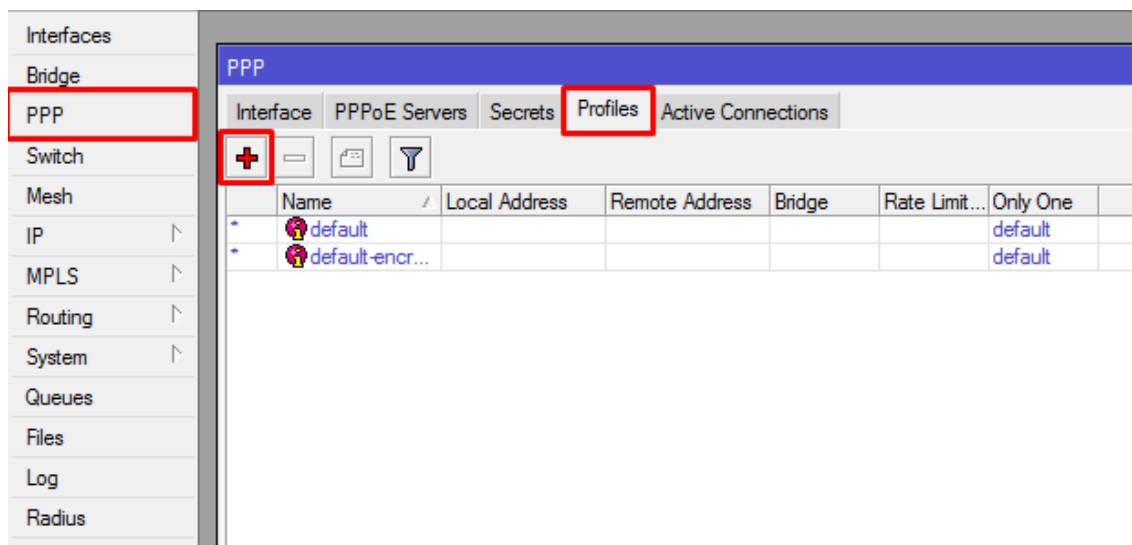 Interfaces
Bridge
PPP
Switch
Mesh
IP
MPLS
Routing
System
Queues
Files
Log
Radius
PPP
Interface PPPoE Servers Secrets Profiles Active Connections
Name Local Address Remote Address Bridge Rate Limit... Only One
* default default
* default-encr... default